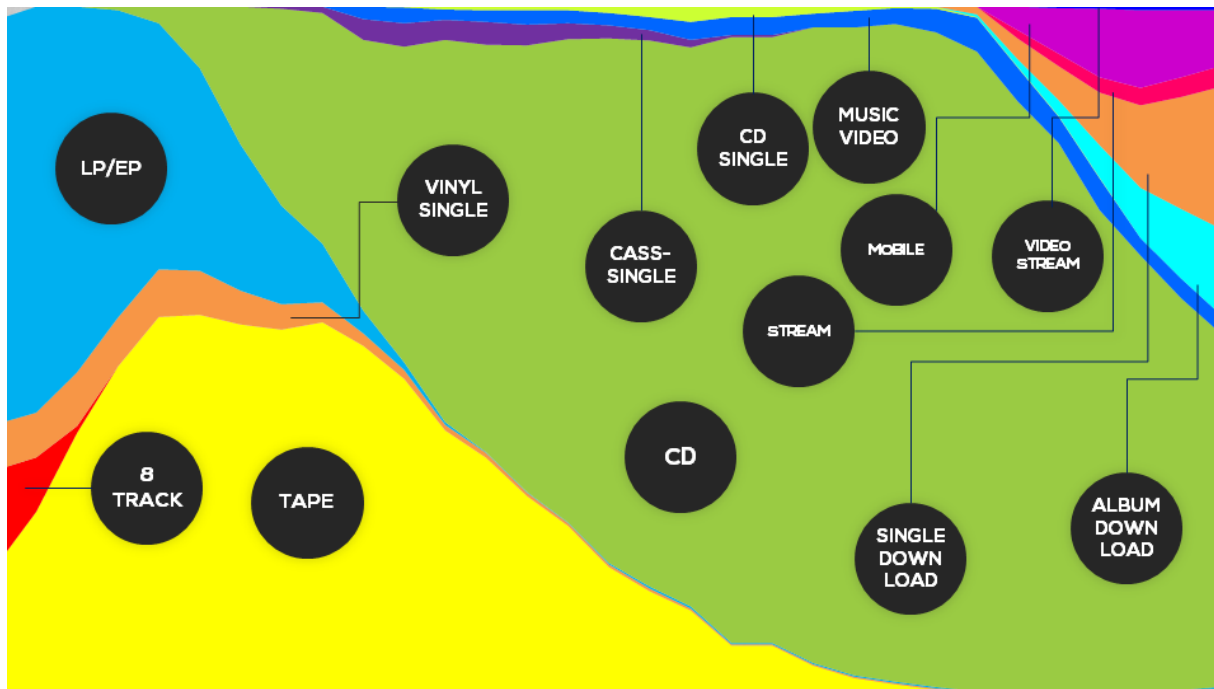 LP/EP
VINYL
SINGLE
CD
SINGLE
MUSIC
VIDEO
CASS-
SINGLE
MOBILE
VIDEO
STREAM
STREAM
CD
8
TRACK
TAPE
SINGLE
DOWN
LOAD
ALBUM
DOWN
LOAD